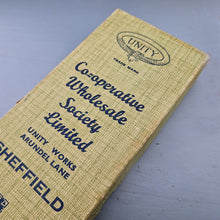 UNITY
TRADE MARK
Co-operative
Wholesale
Society
Limited
UNITY WORKS
ARUNDEL LANE
SHEFFIELD